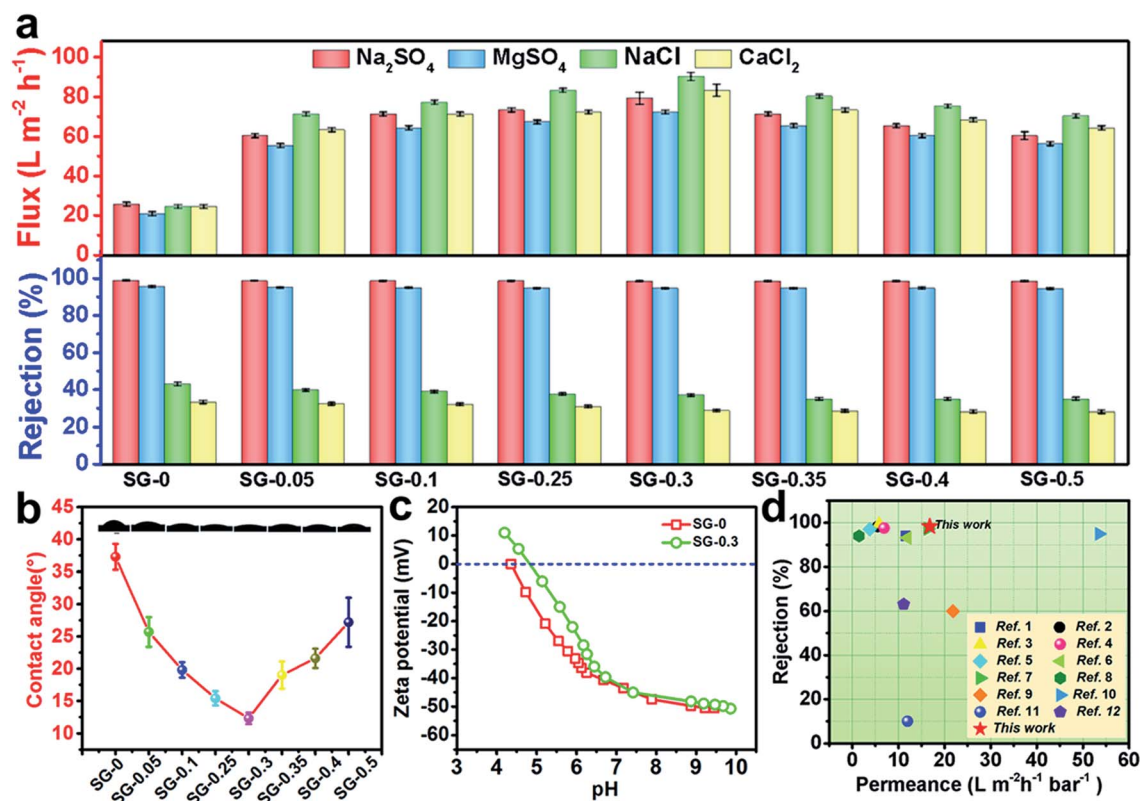 a
Na₂SO₄ MgSO₄ NaCl CaCl₂
Flux (L m⁻² h⁻¹)
100
80
60
40
20
0
Rejection (%)
100
80
60
40
20
0
SG-0 SG-0.05 SG-0.1 SG-0.25 SG-0.3 SG-0.35 SG-0.4 SG-0.5
b
Contact angle(°)
45
40
35
30
25
20
15
10
SG-0 SG-0.05 SG-0.1 SG-0.25 SG-0.3 SG-0.35 SG-0.4 SG-0.5
c
SG-0
SG-0.3
Zeta potential (mV)
20
10
0
-10
-20
-30
-40
-50
-60
3 4 5 6 7 8 9 10
pH
d
This work
Rejection (%)
100
80
60
40
20
0
Ref. 1 Ref. 2
Ref. 3 Ref. 4
Ref. 5 Ref. 6
Ref. 7 Ref. 8
Ref. 9 Ref. 10
Ref. 11 Ref. 12
This work
0 10 20 30 40 50 60
Permeance (L m⁻²h⁻¹ bar⁻¹)